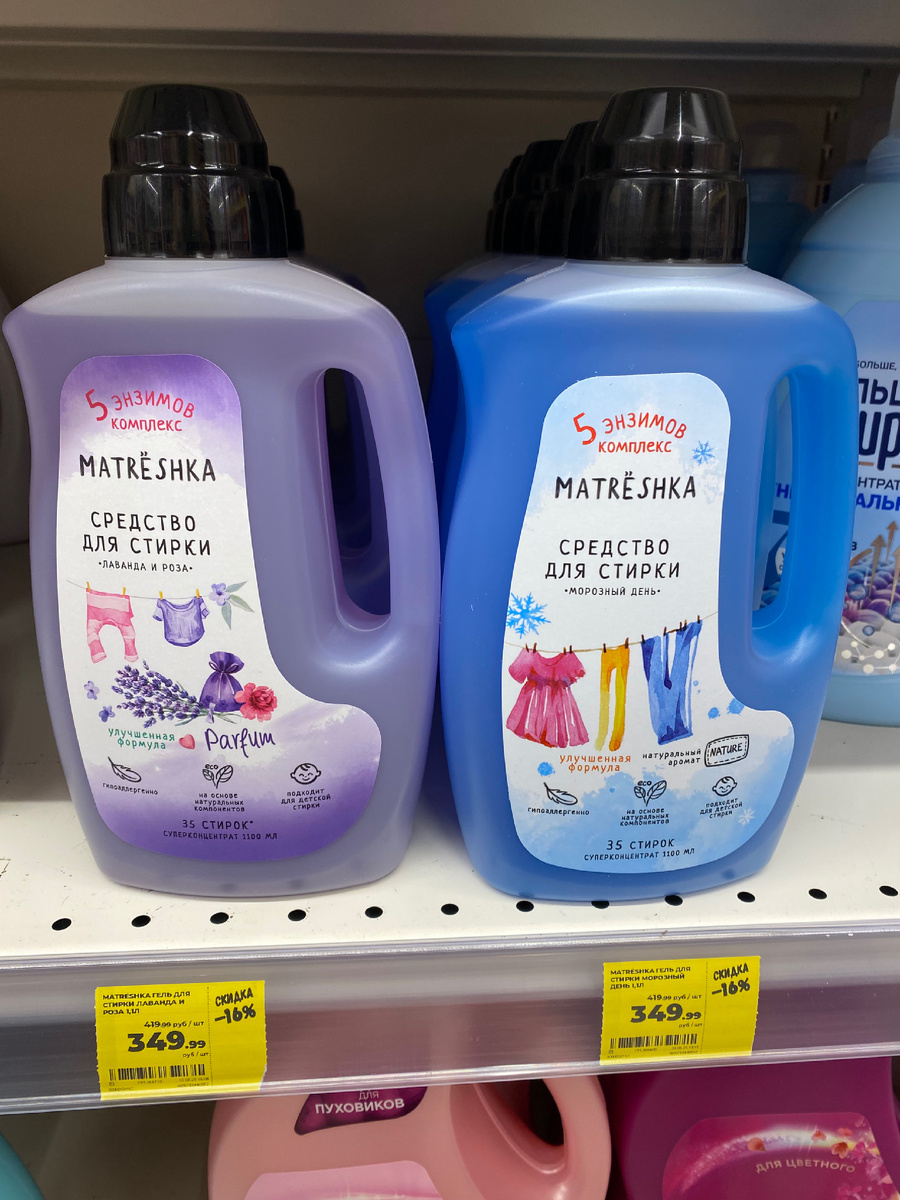 5 ЭНЗИМОВ
КОМПЛЕКС
MATRËSHKA
СРЕДСТВО
ДЛЯ СТИРКИ
•ЛАВАНДА И РОЗА•
улучшенная
формула
Parfum
гипоаллергенно
eco
на основе
натуральных
компонентов
подходит
для детской
стирки
35 СТИРОК*
СУПЕРКОНЦЕНТРАТ 1100 МЛ
5 ЭНЗИМОВ
КОМПЛЕКС
MATRËSHKA
СРЕДСТВО
ДЛЯ СТИРКИ
•МОРОЗНЫЙ ДЕНЬ•
улучшенная
формула
натуральный
аромат
NATURE
гипоаллергенно
eco
на основе
натуральных
компонентов
подходит
для детской
стирки
35 СТИРОК
СУПЕРКОНЦЕНТРАТ 1100 МЛ
MATRЁSHKA ГЕЛЬ ДЛЯ
СТИРКИ ЛАВАНДА И
РОЗА 1,1Л
СКИДКА
-16%
419.99 руб / шт
349.99
руб / шт
MATRЁSHKA ГЕЛЬ ДЛЯ
СТИРКИ МОРОЗНЫЙ
ДЕНЬ 1,1Л
СКИДКА
-16%
419.99 руб / шт
349.99
руб / шт
ДЛЯ
ПУХОВИКОВ
ДЛЯ ЦВЕТНОГО